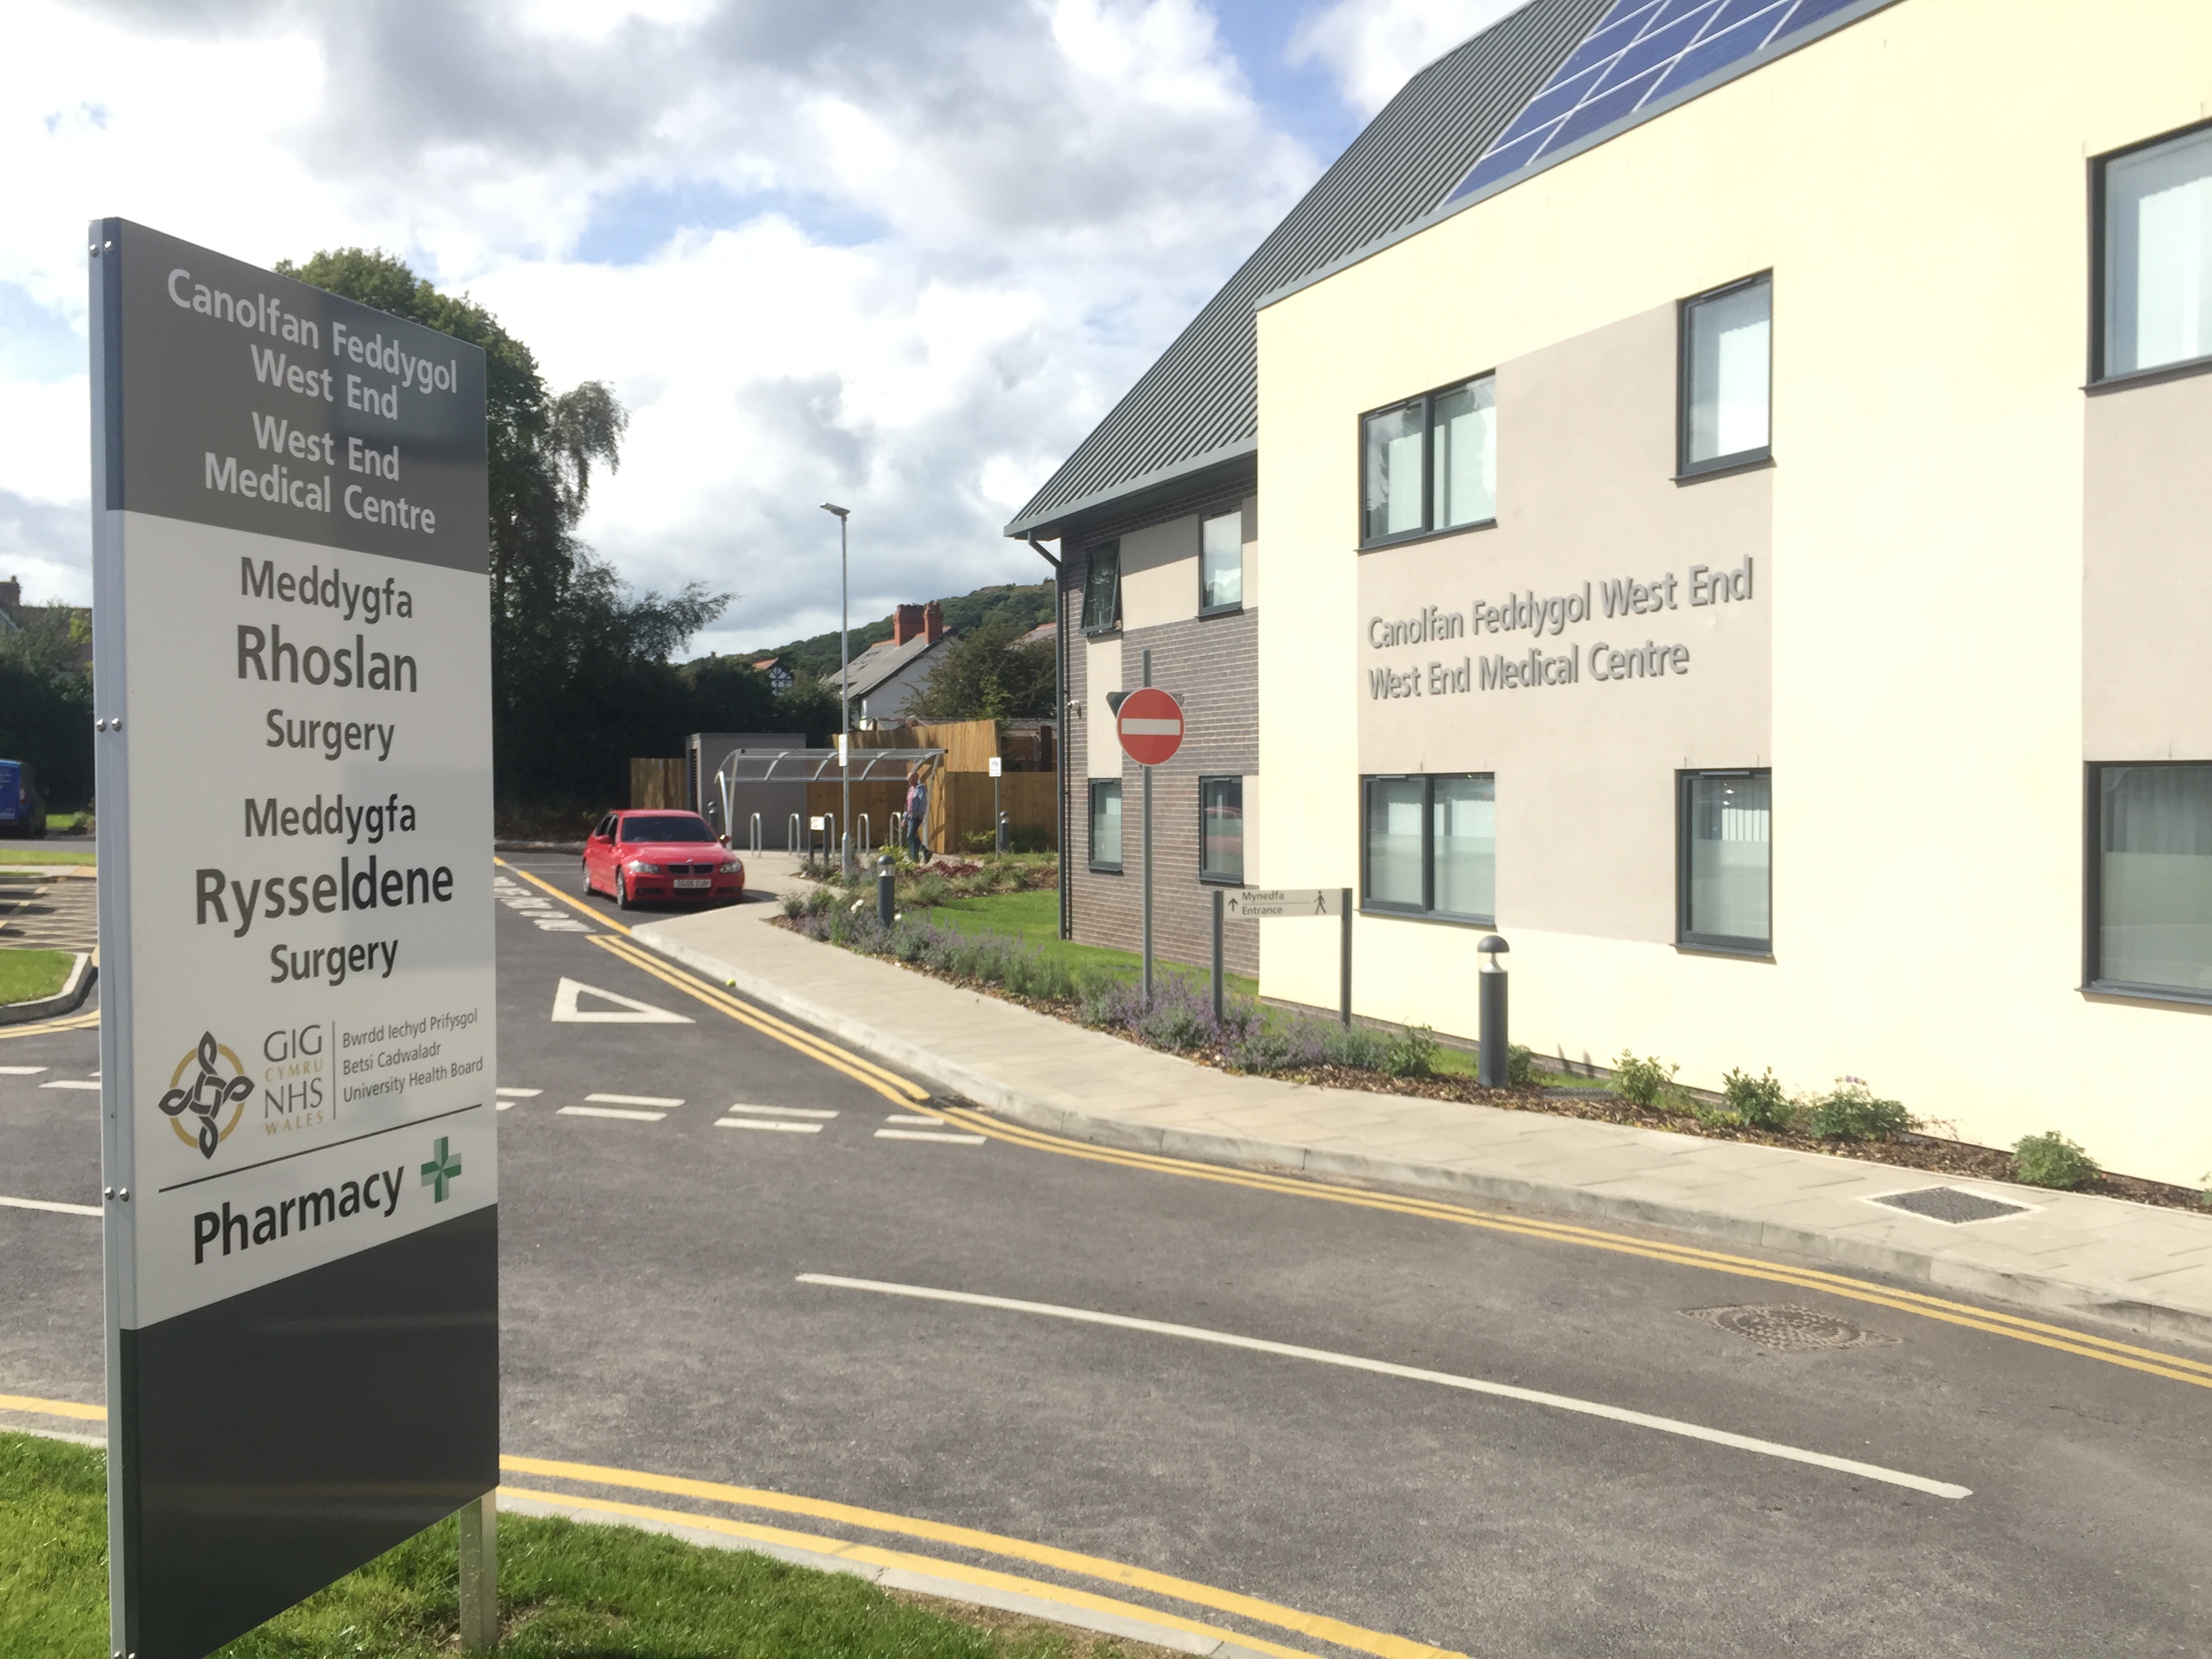 Canolfan Feddygol
West End
West End
Medical Centre
Meddygfa
Rhoslan
Surgery
Meddygfa
Rysseldene
Surgery
GIG
CYMRU
NHS
WALES
Bwrdd Iechyd Prifysgol
Betsi Cadwaladr
University Health Board
Pharmacy
Canolfan Feddygol West End
West End Medical Centre
Mynedfa
Entrance